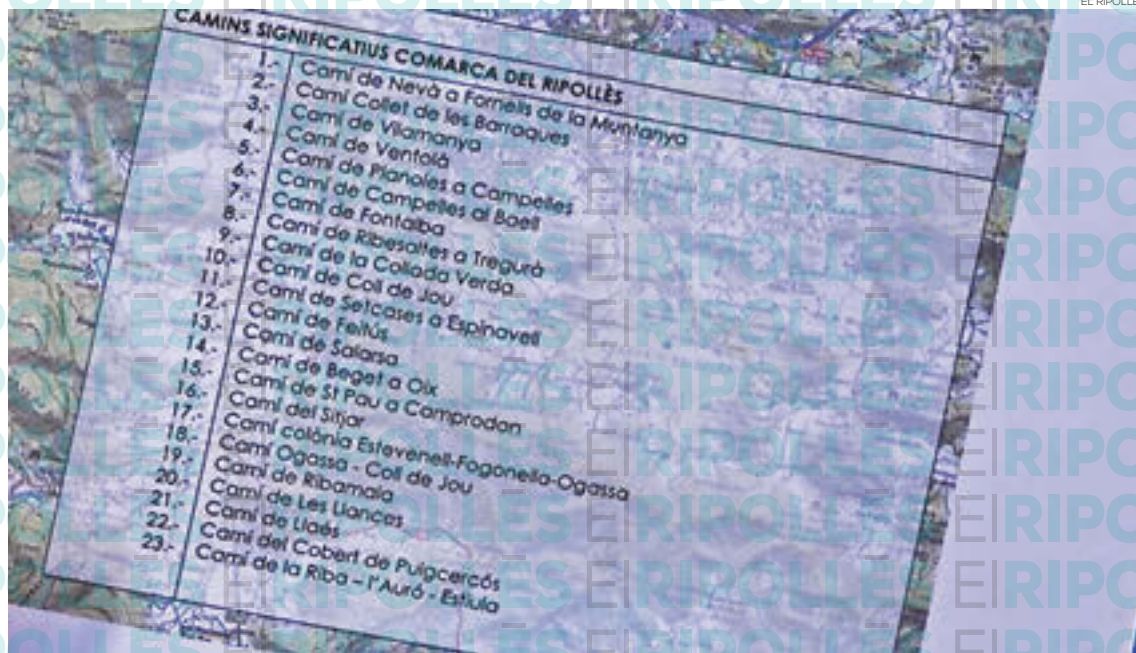 CAMINS SIGNIFICATIUS COMARCA DEL RIPOLLÈS
1.- Camí de Nevà a Fornells de la Muntanya
2.- Camí Collet de les Barraques
3.- Camí de Vilamanya
4.- Camí de Ventolà
5.- Camí de Planoles a Campelles
6.- Camí de Campelles al Baell
7.- Camí de Fontalba
8.- Camí de Ribesaltes a Tregurà
9.- Camí de la Collada Verda
10.- Camí de Coll de Jou
11.- Camí de Setcases a Espinavell
12.- Camí de Feitús
13.- Camí de Salarsa
14.- Camí de Beget a Oix
15.- Camí de St Pau a Camprodon
16.- Camí del Sitjar
17.- Camí colònia Estevenell-Fogonella-Ogassa
18.- Camí Ogassa - Coll de Jou
19.- Camí de Ribamala
20.- Camí de Les Llances
21.- Camí de Llaés
22.- Camí del Cobert de Puigcercós
23.- Camí de la Riba – l'Auró - Estiula
El RIPOLLÈS